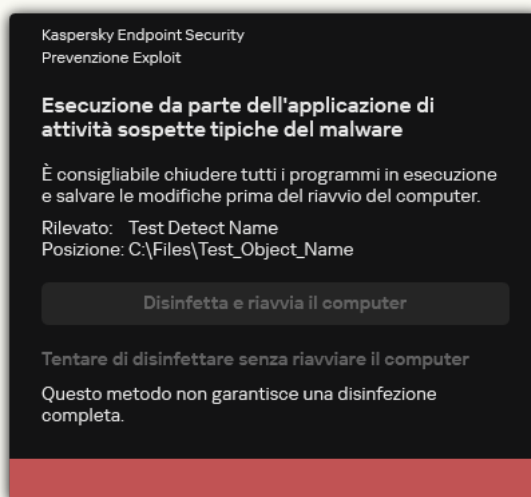 Kaspersky Endpoint Security
Prevenzione Exploit
Esecuzione da parte dell'applicazione di
attività sospette tipiche del malware
È consigliabile chiudere tutti i programmi in esecuzione
e salvare le modifiche prima del riavvio del computer.
Rilevato: Test Detect Name
Posizione: C:\Files\Test_Object_Name
Disinfetta e riavvia il computer
Tentare di disinfettare senza riavviare il computer
Questo metodo non garantisce una disinfezione
completa.